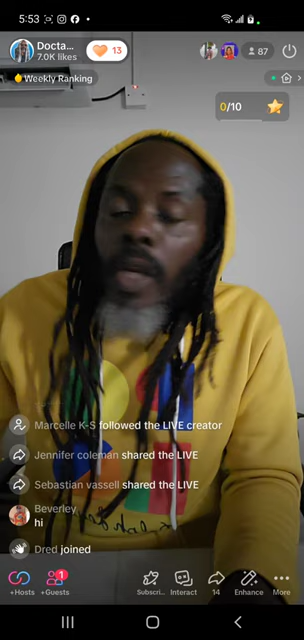 5:53
Docta...
7.0K likes
13
87
Weekly Ranking
0/10
Marcelle K-S followed the LIVE creator
Jennifer coleman shared the LIVE
Sebastian vassell shared the LIVE
Beverley
hi
Dred joined
1
+Hosts
+Guests
Subscri...
Interact
14
Enhance
More